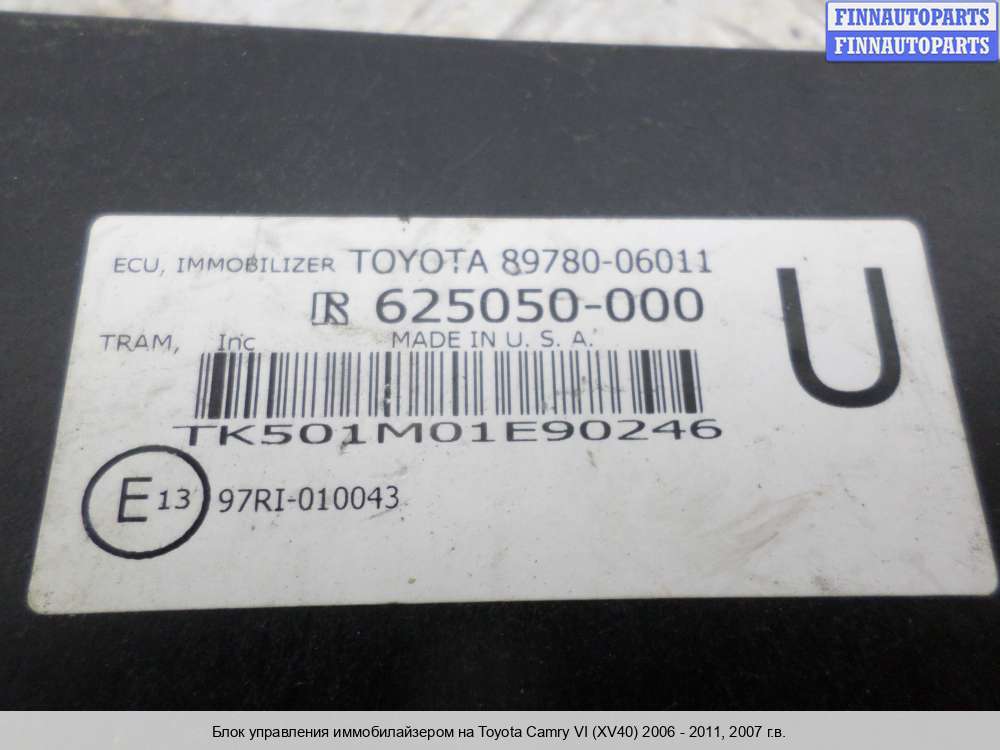 FINNAUTOPARTS
FINNAUTOPARTS
ECU, IMMOBILIZER TOYOTA 89780-06011
R 625050-000
TRAM, Inc MADE IN U. S. A.
U
TK501M01E90246
E13 97RI-010043
Блок управления иммобилайзером на Toyota Camry VI (XV40) 2006 - 2011, 2007 г.в.